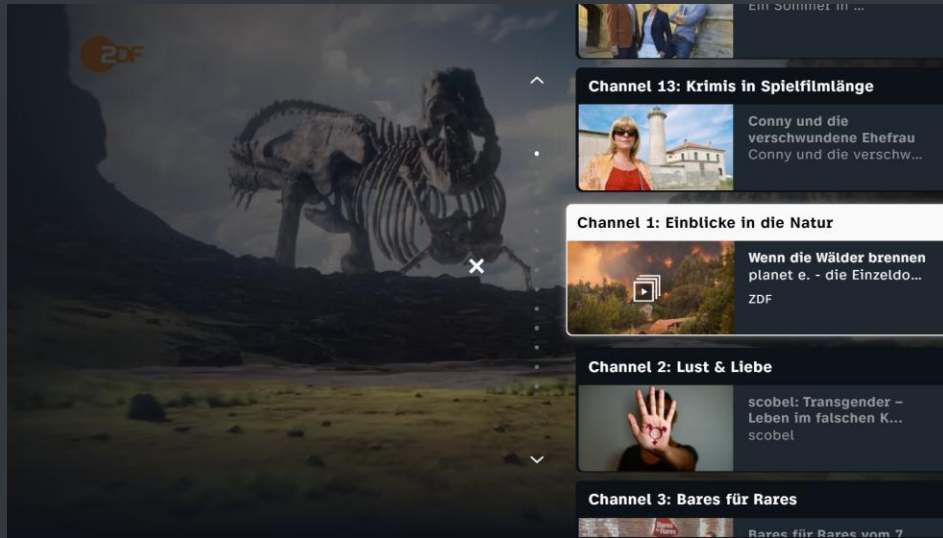 ZDF
Ein Sommer in ...
Channel 13: Krimis in Spielfilmlänge
Conny und die
verschwundene Ehefrau
Conny und die verschw...
Channel 1: Einblicke in die Natur
Wenn die Wälder brennen
planet e. - die Einzeldo...
ZDF
Channel 2: Lust & Liebe
scobel: Transgender –
Leben im falschen K...
scobel
Channel 3: Bares für Rares
Bares für Rares vom 7